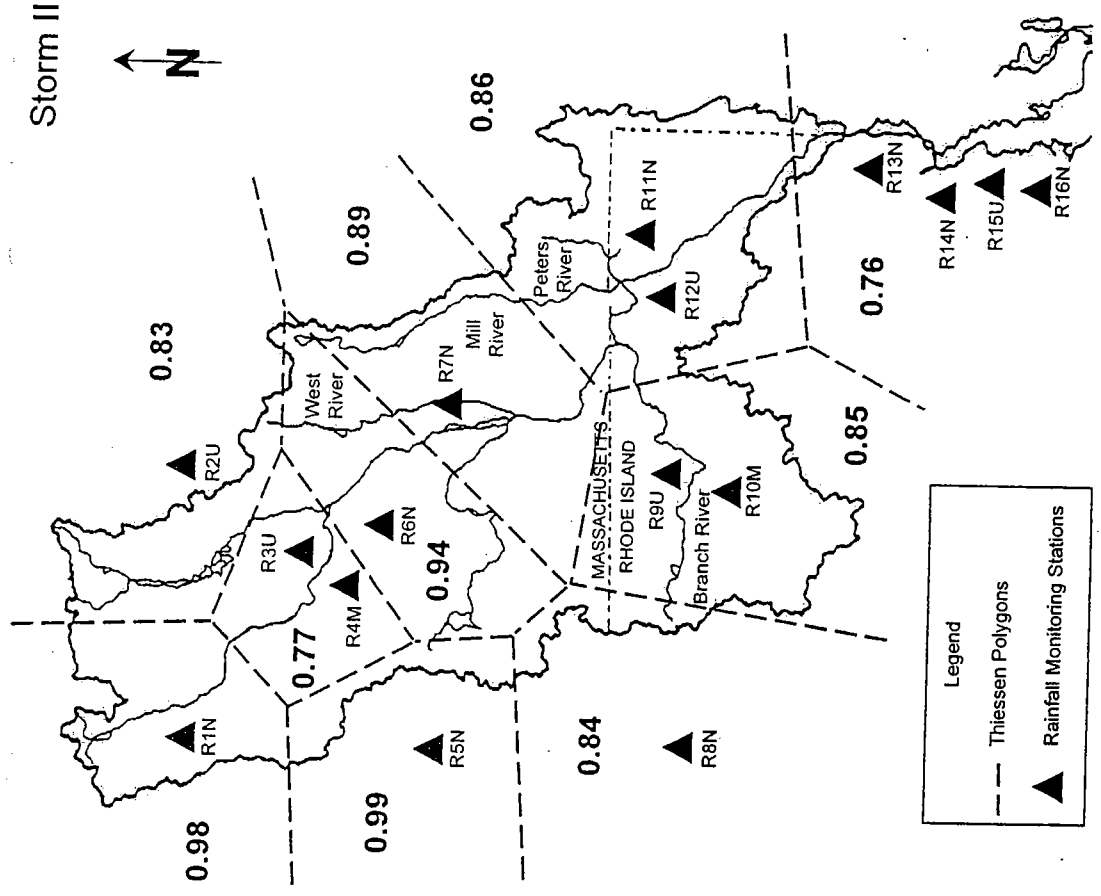 Storm II
N
0.83
0.89
0.86
0.98
0.99
0.77
0.94
0.84
0.85
0.76
R1N
R2U
R3U
R4M
R5N
R6N
R7N
R8N
R9U
R10M
R11N
R12U
R13N
R14N
R15U
R16N
West
River
Mill
River
Peters
River
MASSACHUSETTS
RHODE ISLAND
Branch River
Legend
Thiessen Polygons
Rainfall Monitoring Stations